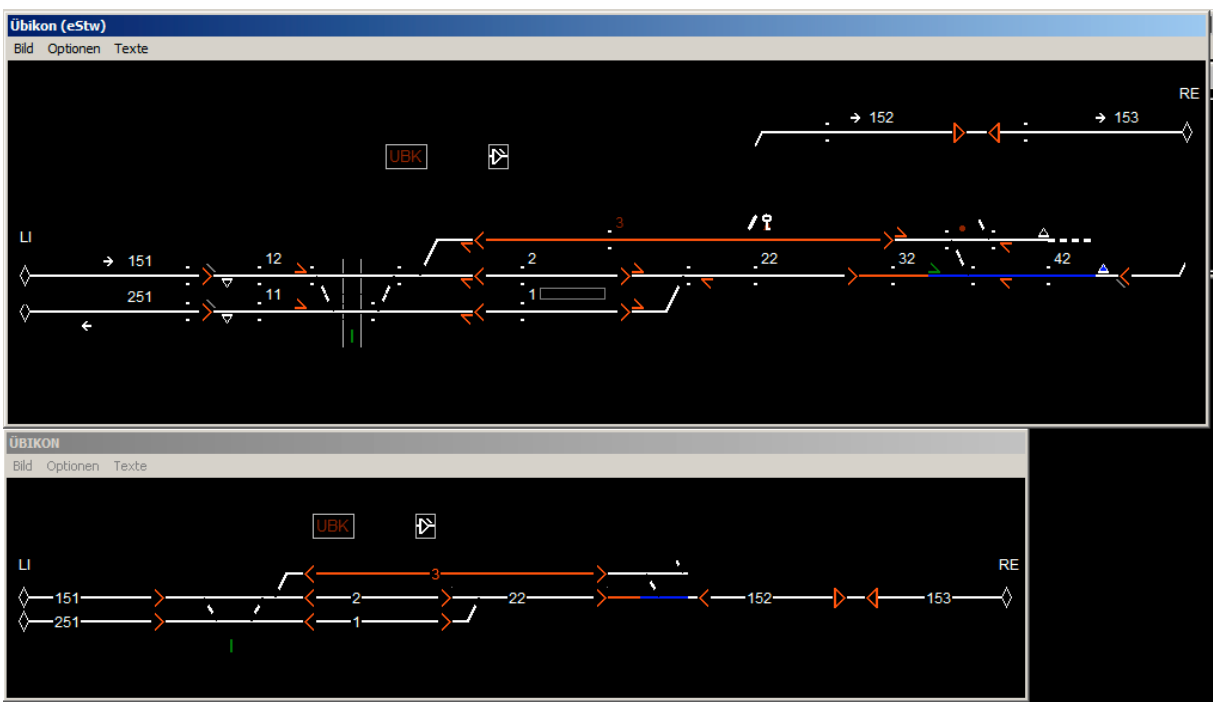 Übikon (eStw)
Bild Optionen Texte
RE
152 153
UBK
3
LI
151 12 2 22 32 42
251 11 1
ÜBIKON
Bild Optionen Texte
UBK
LI RE
3
151 2 22 152 153
251 1